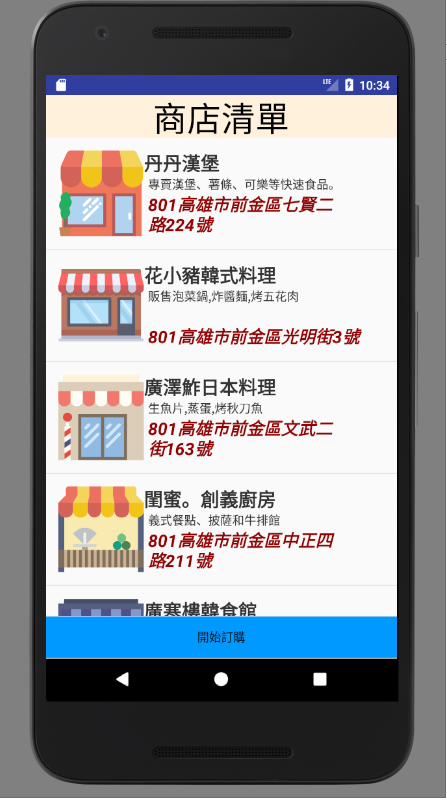 LTE 10:34
商店清單
丹丹漢堡
專賣漢堡、薯條、可樂等快速食品。
801高雄市前金區七賢二
路224號
花小豬韓式料理
販售泡菜鍋,炸醬麵,烤五花肉
801高雄市前金區光明街3號
廣澤鮓日本料理
生魚片,蒸蛋,烤秋刀魚
801高雄市前金區文武二
街163號
閨蜜。創義廚房
義式餐點、披薩和牛排館
801高雄市前金區中正四
路211號
廣寒樓韓食館
開始訂購